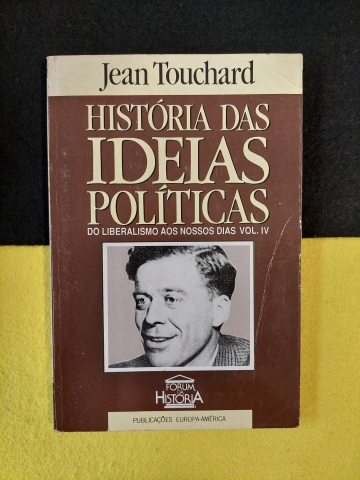 Jean Touchard
HISTÓRIA DAS
IDEIAS
POLÍTICAS
DO LIBERALISMO AOS NOSSOS DIAS VOL. IV
FORUM
DA
HISTÓRIA
PUBLICAÇÕES EUROPA-AMÉRICA